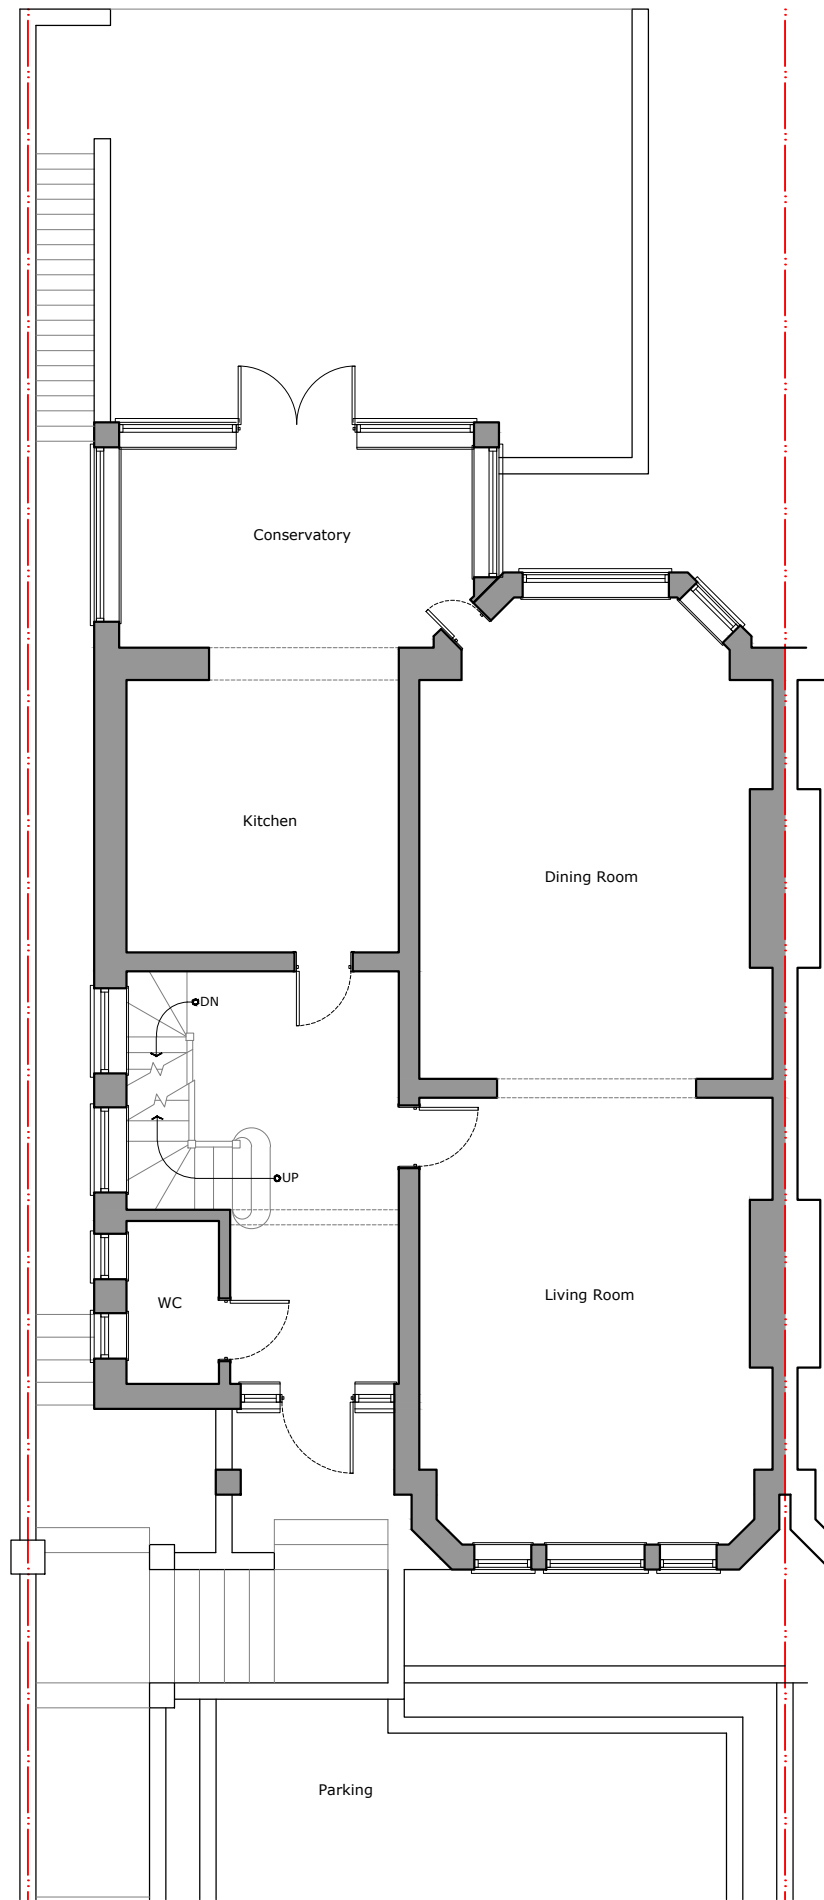 Conservatory
Kitchen
Dining Room
DN
UP
WC
Living Room
Parking